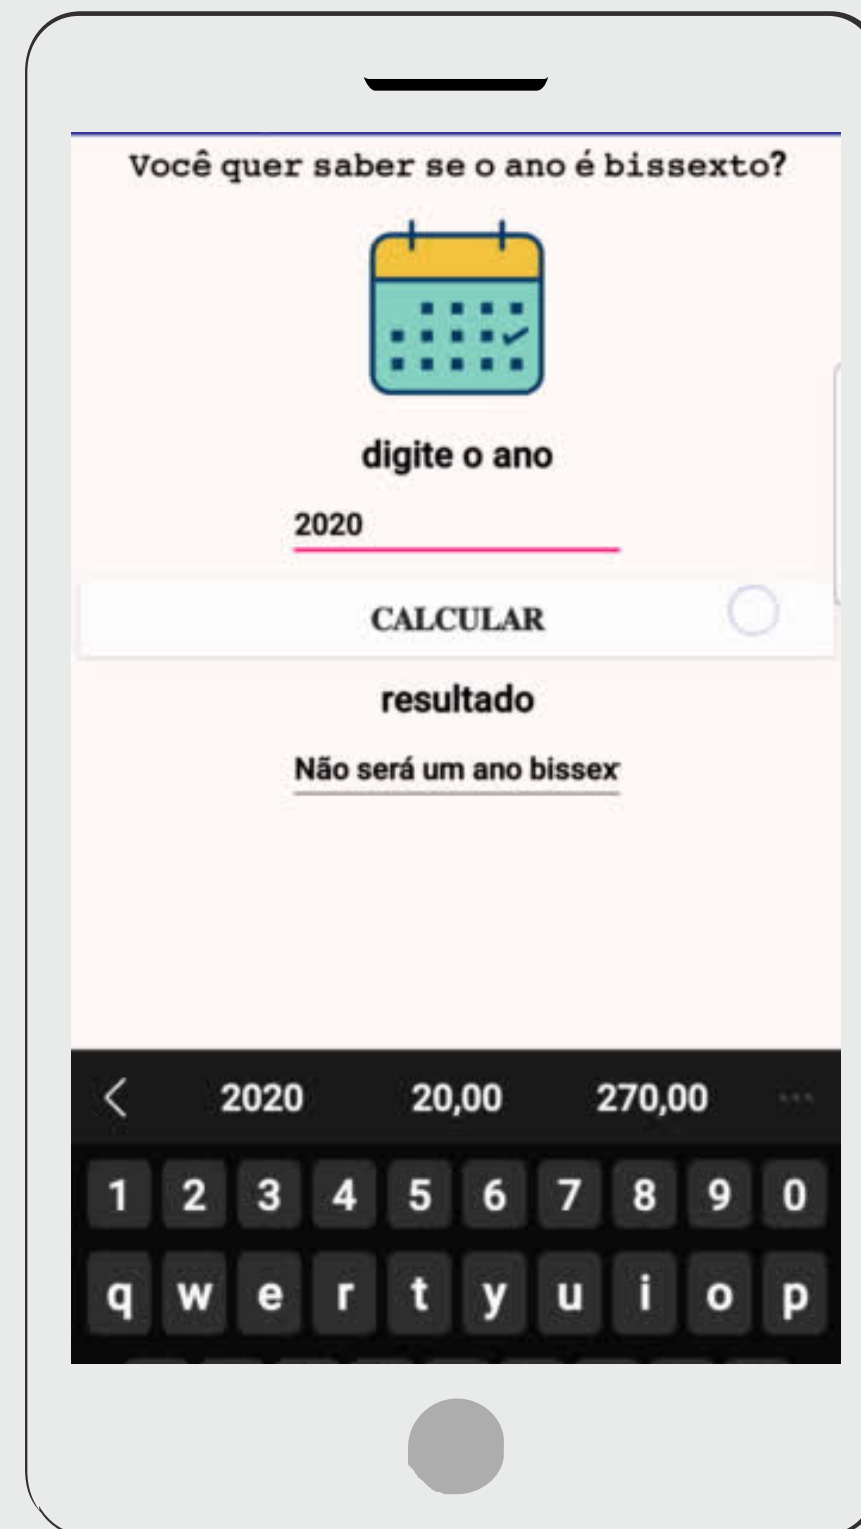 Você quer saber se o ano é bissexto?
digite o ano
2020
CALCULAR
resultado
Não será um ano bissex
2020 20,00 270,00 ...
1 2 3 4 5 6 7 8 9 0
q w e r t y u i o p